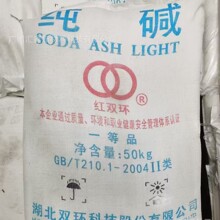 纯碱
SODA ASH LIGHT
®
红双环
本企业通过质量、环境和职业健康安全管理体系认证
一等品
净含量:50kg
GB/T210.1-2004Ⅱ类
湖北双环科技股份有限公司